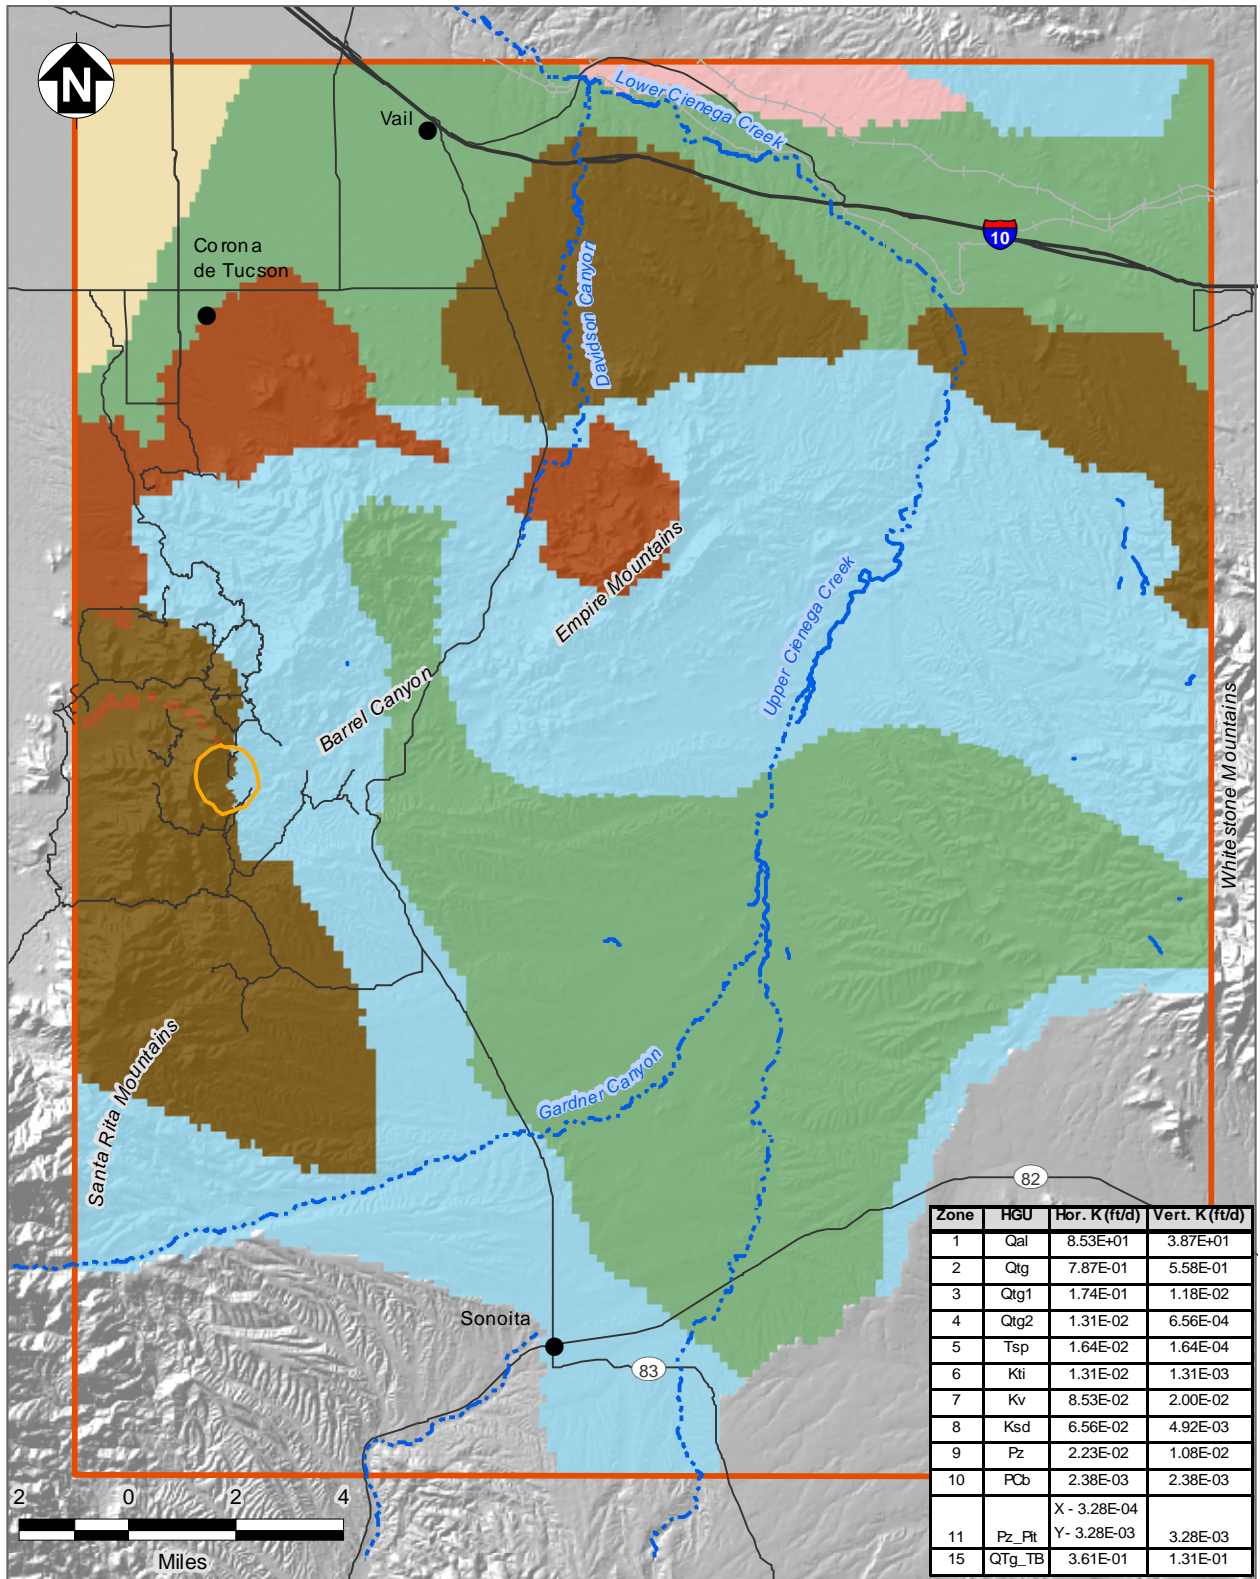 N
Lower Cienega Creek
Vail
10
Corona
de Tucson
Davidson Canyon
Empire Mountains
Upper Cienega Creek
Barrel Canyon
Whitestone Mountains
Santa Rita Mountains
Gardner Canyon
82
Sonoita
83
Zone HGU Hor. K (ft/d) Vert. K (ft/d)
1 Qal 8.53E+01 3.87E+01
2 Qtg 7.87E-01 5.58E-01
3 Qtg1 1.74E-01 1.18E-02
4 Qtg2 1.31E-02 6.56E-04
5 Tsp 1.64E-02 1.64E-04
6 Kti 1.31E-02 1.31E-03
7 Kv 8.53E-02 2.00E-02
8 Ksd 6.56E-02 4.92E-03
9 Pz 2.23E-02 1.08E-02
10 PCb 2.38E-03 2.38E-03
11 Pz_Pit X - 3.28E-04
Y - 3.28E-03 3.28E-03
15 QTg_TB 3.61E-01 1.31E-01
2 0 2 4
Miles